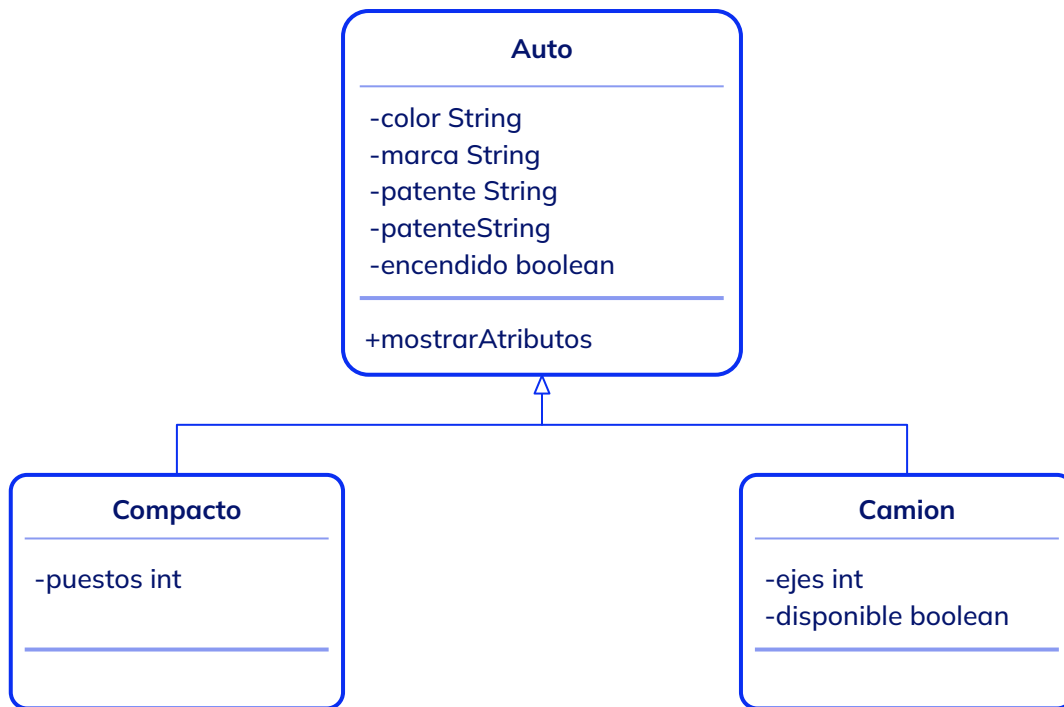 Auto
-color String
-marca String
-patente String
-patenteString
-encendido boolean
+mostrarAtributos
Compacto
-puestos int
Camion
-ejes int
-disponible boolean